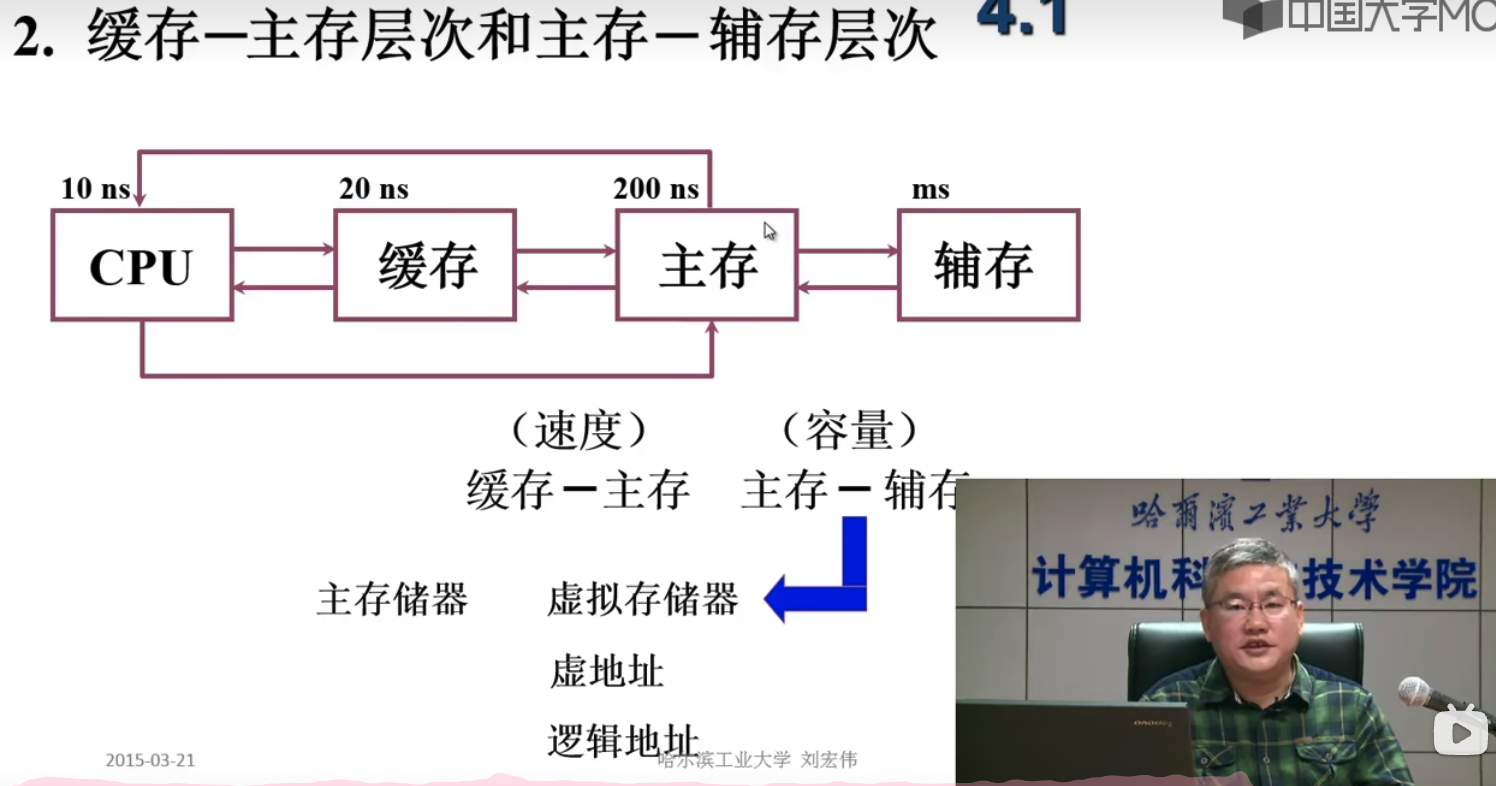 2. 缓存－主存层次和主存－辅存层次
4.1
中国大学MO
10 ns
20 ns
200 ns
ms
CPU
缓存
主存
辅存
（速度）
（容量）
缓存－主存
主存－辅存
主存储器
虚拟存储器
虚地址
逻辑地址
2015-03-21
哈尔滨工业大学 刘宏伟
哈爾濱工業大學
计算机科
技术学院
lenovo